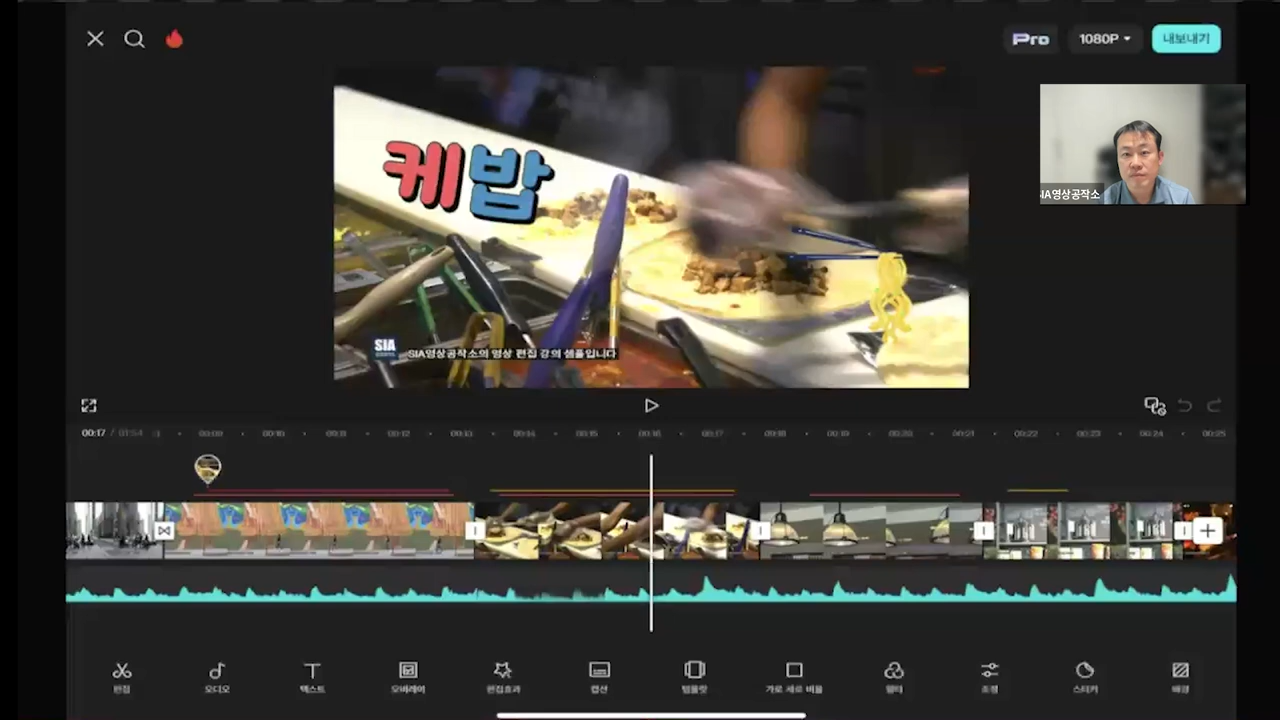 Pro
1080P
내보내기
SIA영상공작소
케밥
SIA
SIA영상공작소의 영상 편집 강의 샘플입니다
00:17 / 01:54
00:09
00:10
00:11
00:12
00:13
00:14
00:15
00:16
00:17
00:18
00:19
00:20
00:21
00:22
00:23
00:24
00:25
편집
오디오
텍스트
오버레이
편집효과
캡션
템플릿
가로 세로 비율
필터
조정
스티커
배경